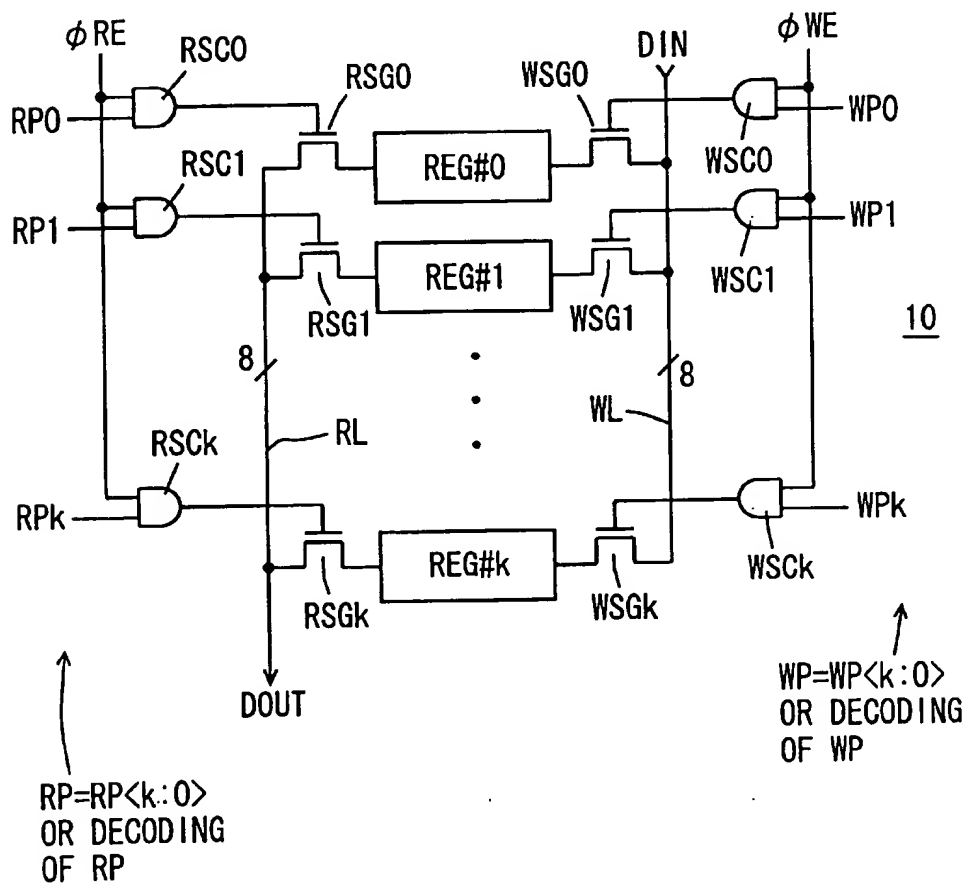 φRE
RSC0
RSG0
WSG0
DIN
φWE
RP0
WP0
REG#0
WSC0
RSC1
RP1
WP1
REG#1
WSC1
RSG1
WSG1
10
8
8
RL
WL
RSCk
RPk
WPk
REG#k
WSCk
RSGk
WSGk
DOUT
WP=WP<k:0>
OR DECODING
OF WP
RP=RP<k:0>
OR DECODING
OF RP